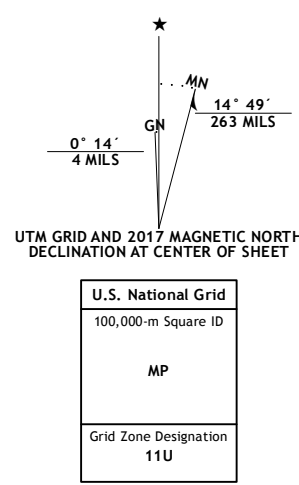 ★
MN
GN
14° 49´
263 MILS
0° 14´
4 MILS
UTM GRID AND 2017 MAGNETIC NORTH
DECLINATION AT CENTER OF SHEET
U.S. National Grid
100,000-m Square ID
MP
Grid Zone Designation
11U